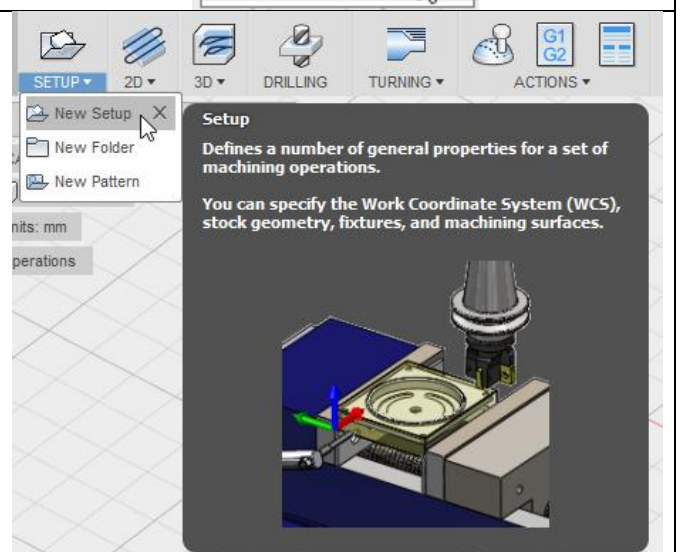 G1
G2
SETUP ▾ 2D ▾ 3D ▾ DRILLING TURNING ▾ ACTIONS ▾
New Setup
New Folder
New Pattern
nits: mm
perations
Setup
Defines a number of general properties for a set of
machining operations.
You can specify the Work Coordinate System (WCS),
stock geometry, fixtures, and machining surfaces.